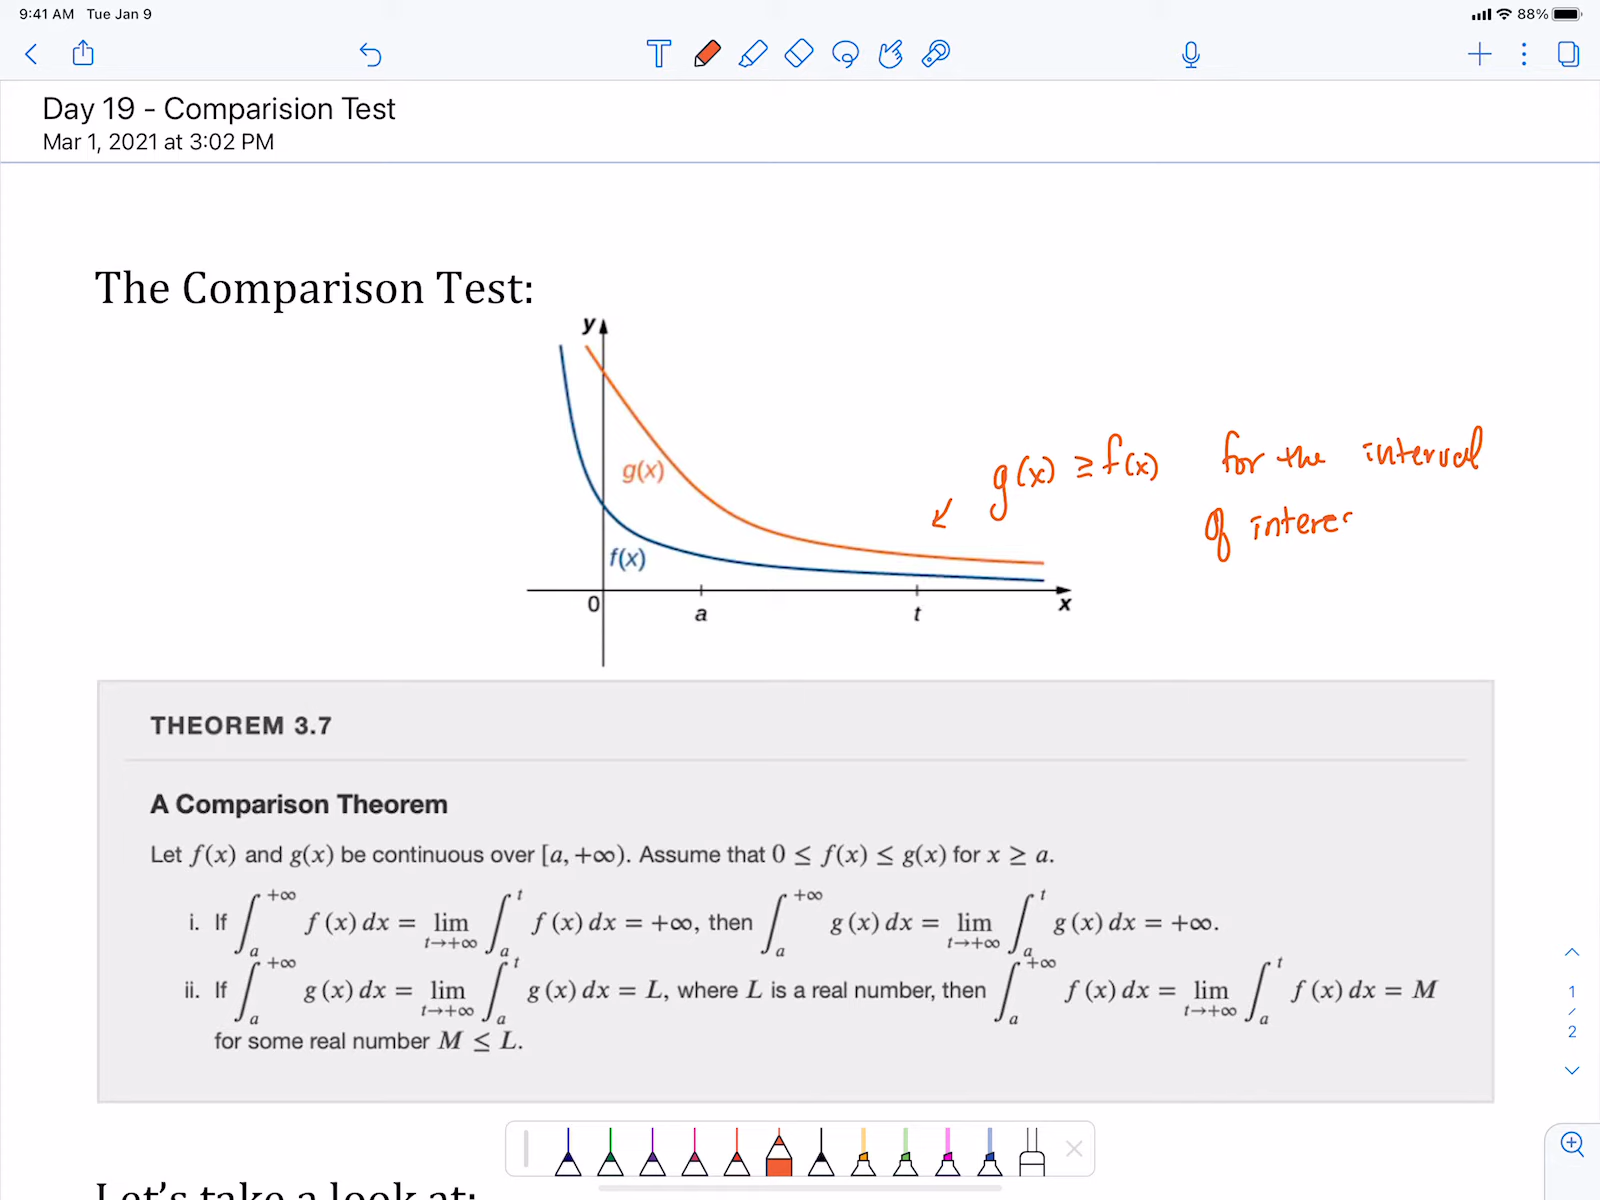 9:41 AM Tue Jan 9
88%
Day 19 - Comparision Test
Mar 1, 2021 at 3:02 PM
The Comparison Test:
y
g(x)
f(x)
0
a
t
x
g(x) ≥ f(x) for the interval
of interes
THEOREM 3.7
A Comparison Theorem
Let f(x) and g(x) be continuous over [a, +∞). Assume that 0 ≤ f(x) ≤ g(x) for x ≥ a.
i. If ∫_a^{+∞} f(x) dx = lim_{t→+∞} ∫_a^t f(x) dx = +∞, then ∫_a^{+∞} g(x) dx = lim_{t→+∞} ∫_a^t g(x) dx = +∞.
ii. If ∫_a^{+∞} g(x) dx = lim_{t→+∞} ∫_a^t g(x) dx = L, where L is a real number, then ∫_a^{+∞} f(x) dx = lim_{t→+∞} ∫_a^t f(x) dx = M
for some real number M ≤ L.
1
/
2
Let's take a look at: